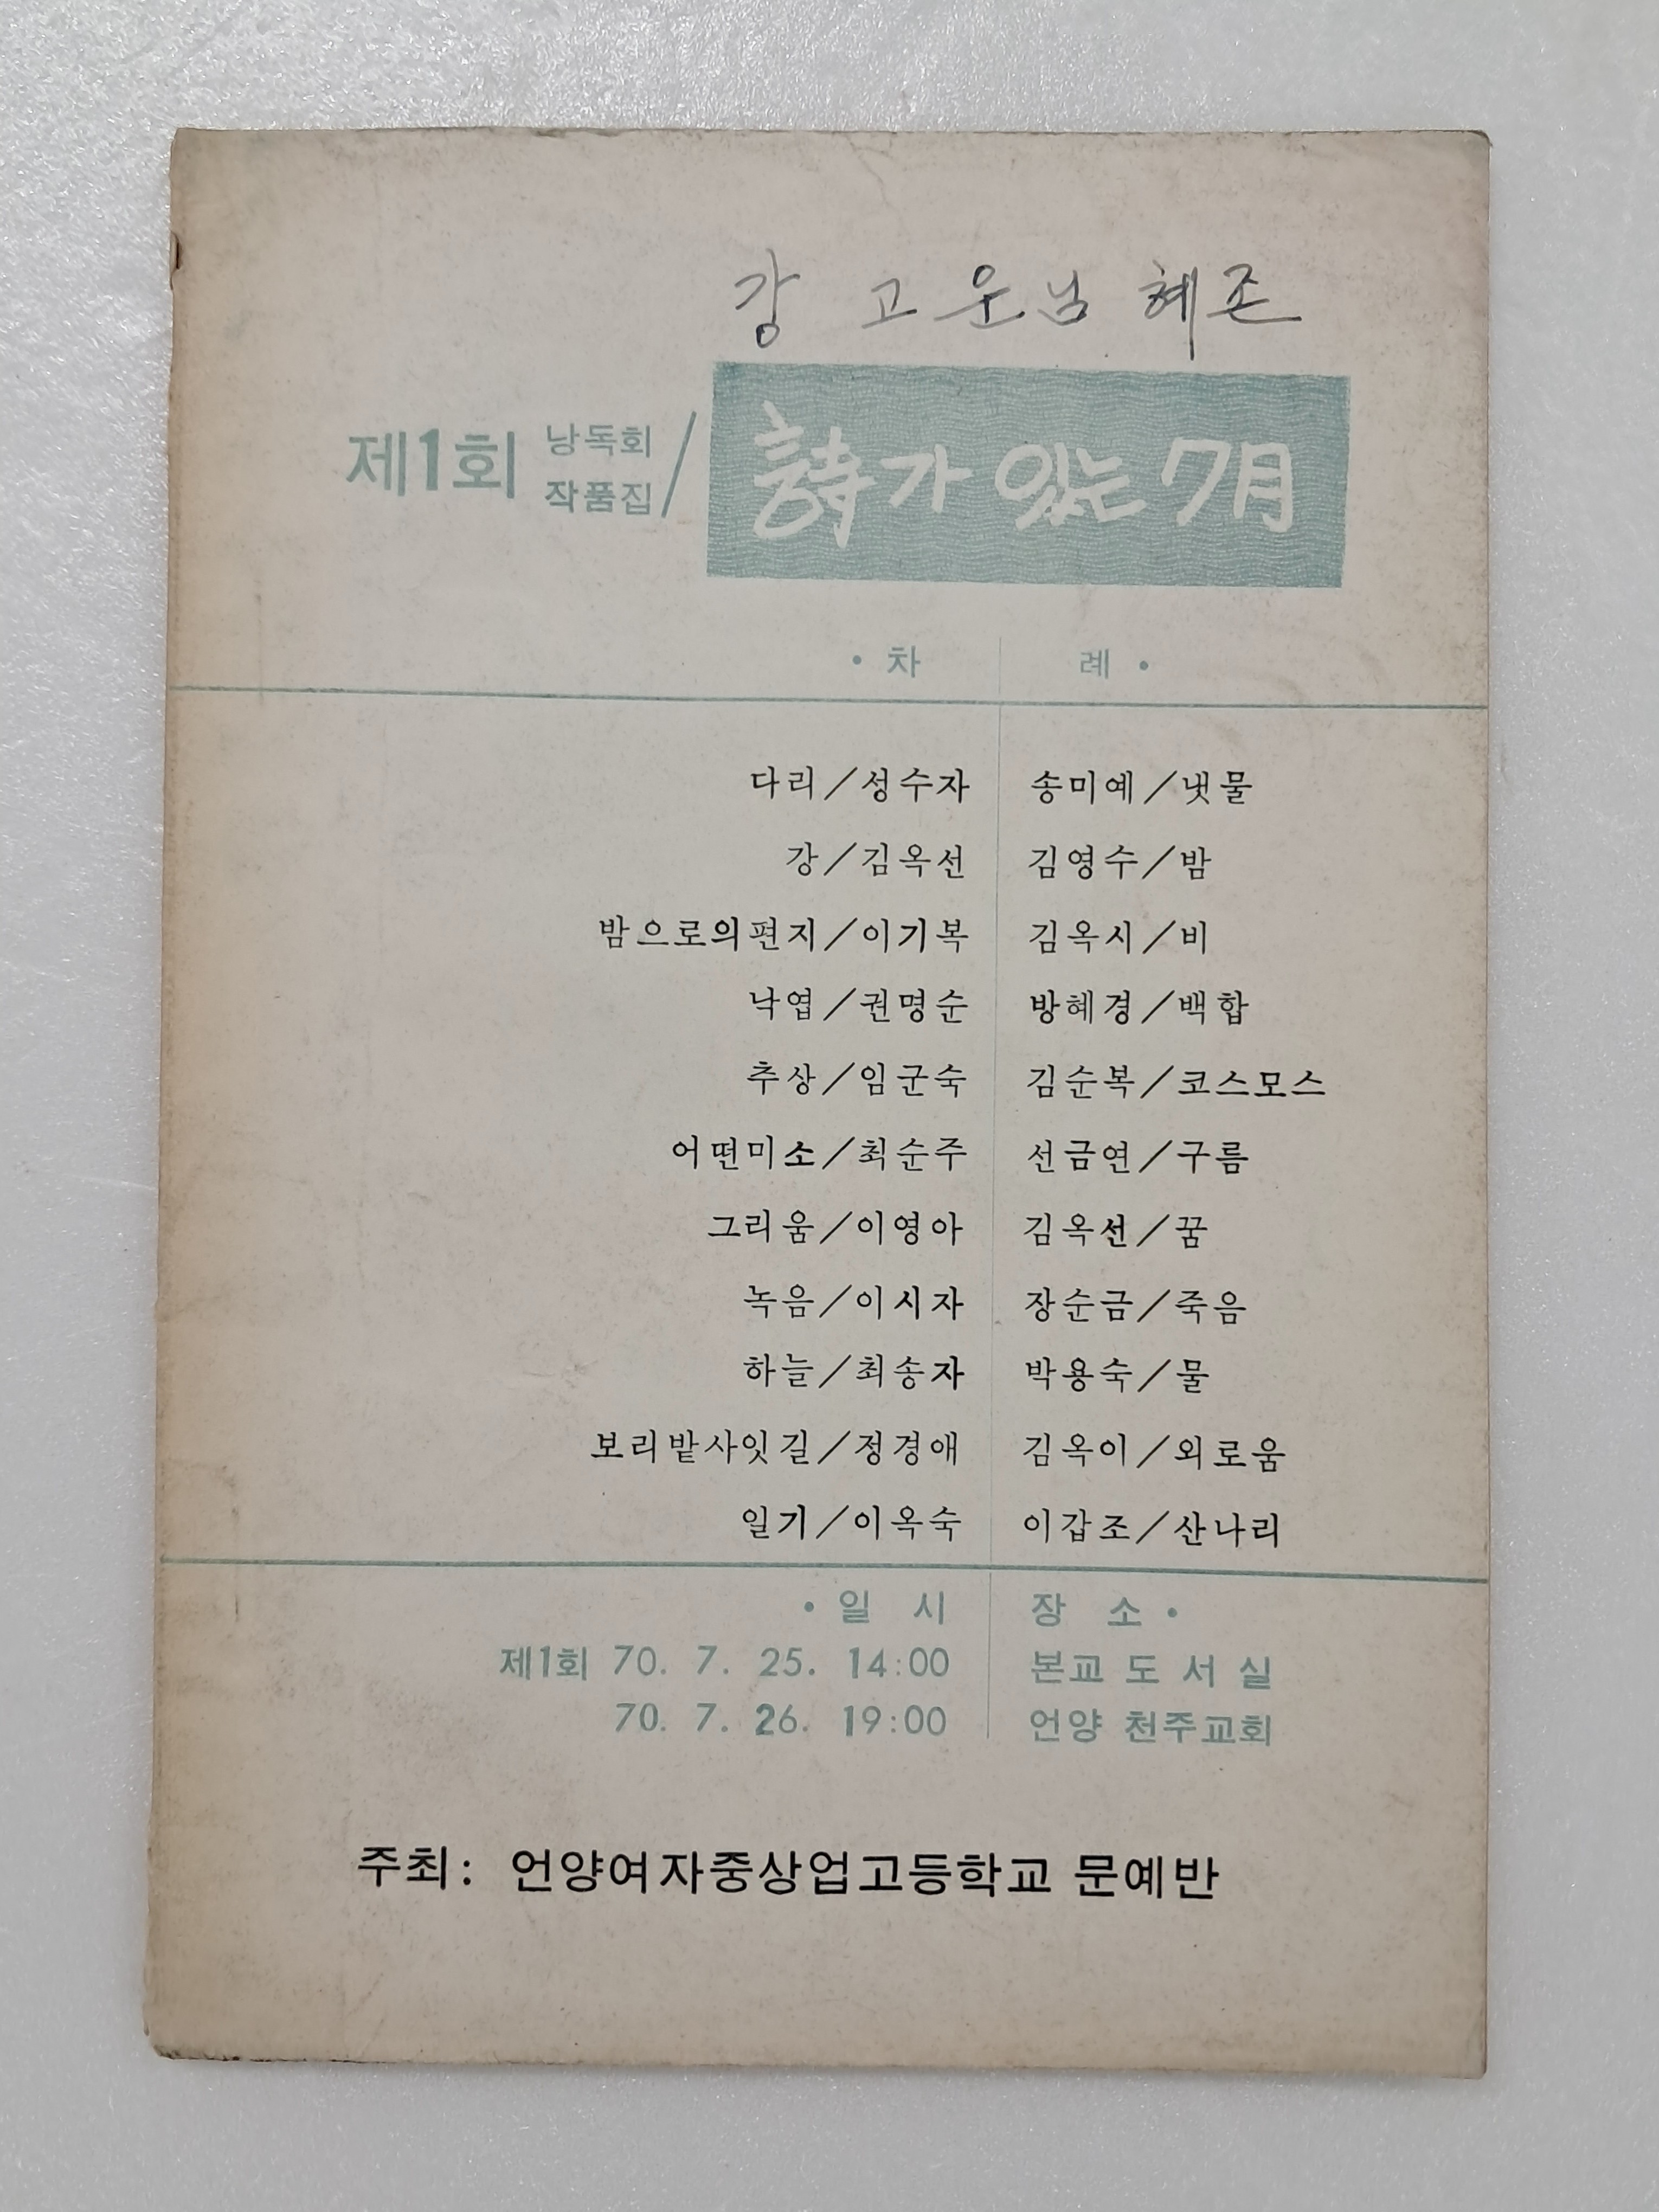 강 고운님 혜존
제1회 낭독회 작품집 / 詩가 있는 7月
• 차 례 •
다리／성수자 송미예／냇물
강／김옥선 김영수／밤
밤으로의편지／이기복 김옥시／비
낙엽／권명순 방혜경／백합
추상／임군숙 김순복／코스모스
어떤미소／최순주 선금연／구름
그리움／이영아 김옥선／꿈
녹음／이시자 장순금／죽음
하늘／최송자 박용숙／물
보리밭사잇길／정경애 김옥이／외로움
일기／이옥숙 이갑조／산나리
• 일 시 장 소 •
제1회 70. 7. 25. 14:00 본교 도서실
70. 7. 26. 19:00 언양 천주교회
주최: 언양여자중상업고등학교 문예반